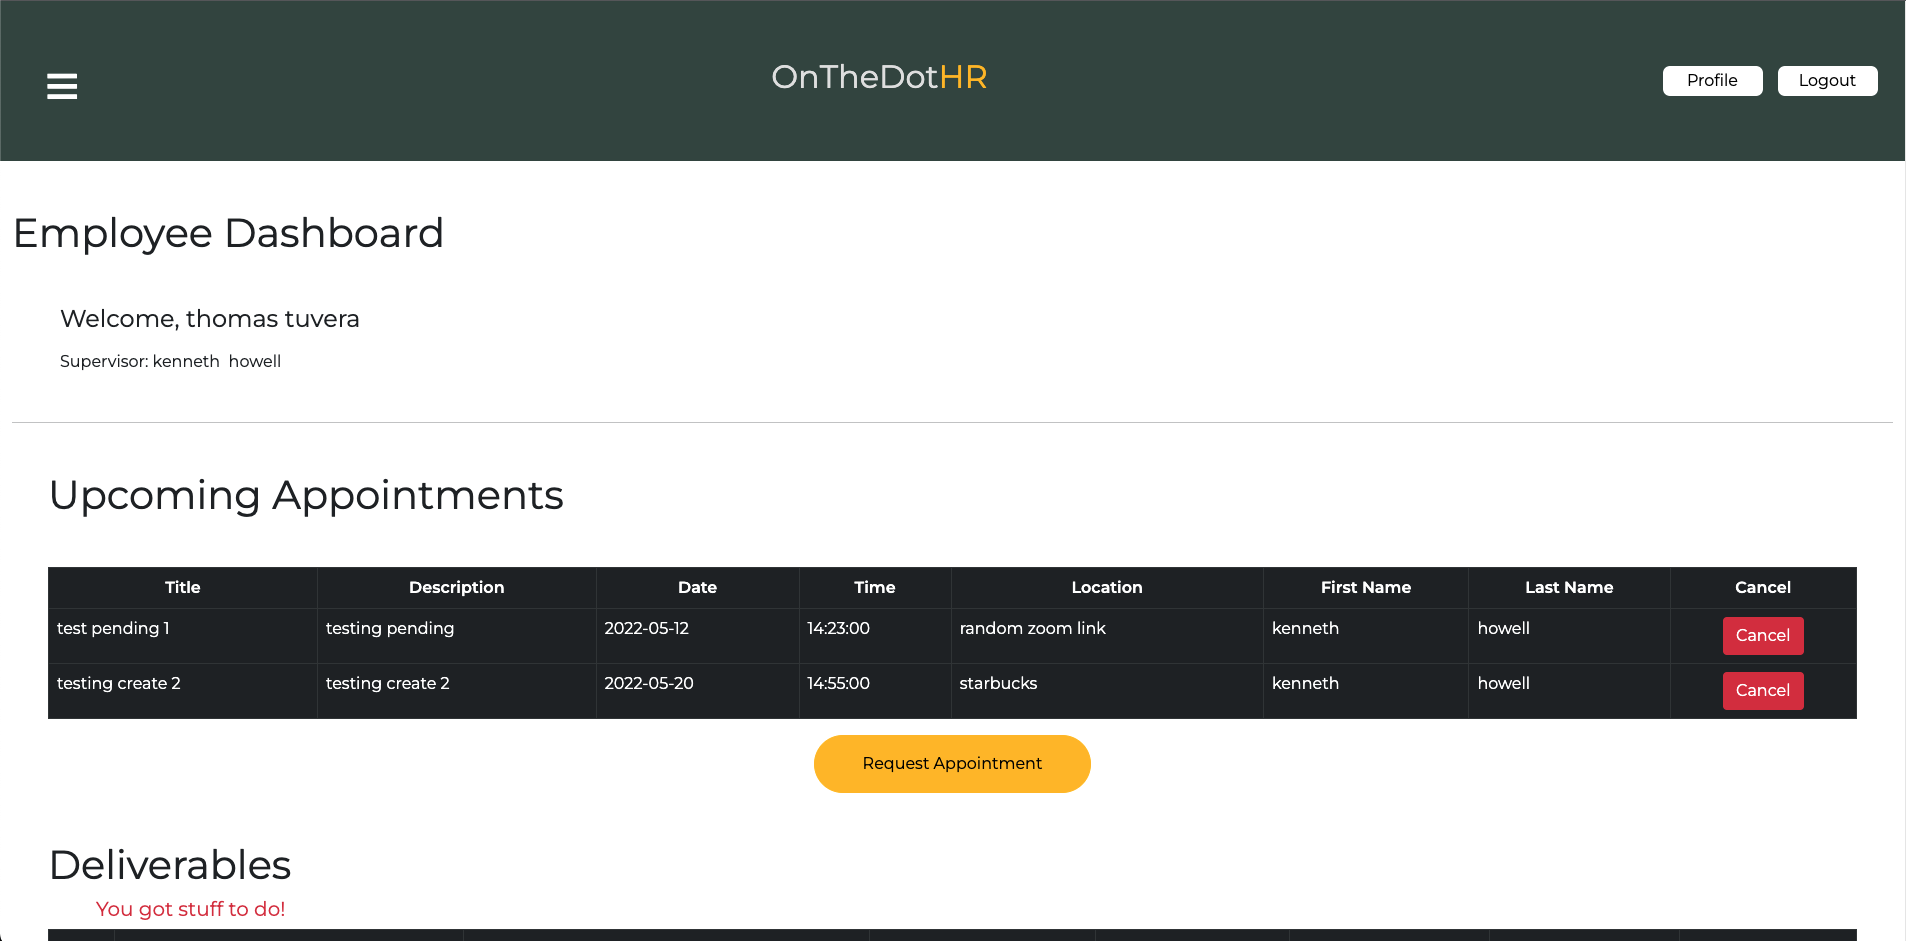 OnTheDotHR
Profile Logout
Employee Dashboard
Welcome, thomas tuvera
Supervisor: kenneth howell
Upcoming Appointments
Title Description Date Time Location First Name Last Name Cancel
test pending 1 testing pending 2022-05-12 14:23:00 random zoom link kenneth howell Cancel
testing create 2 testing create 2 2022-05-20 14:55:00 starbucks kenneth howell Cancel
Request Appointment
Deliverables
You got stuff to do!